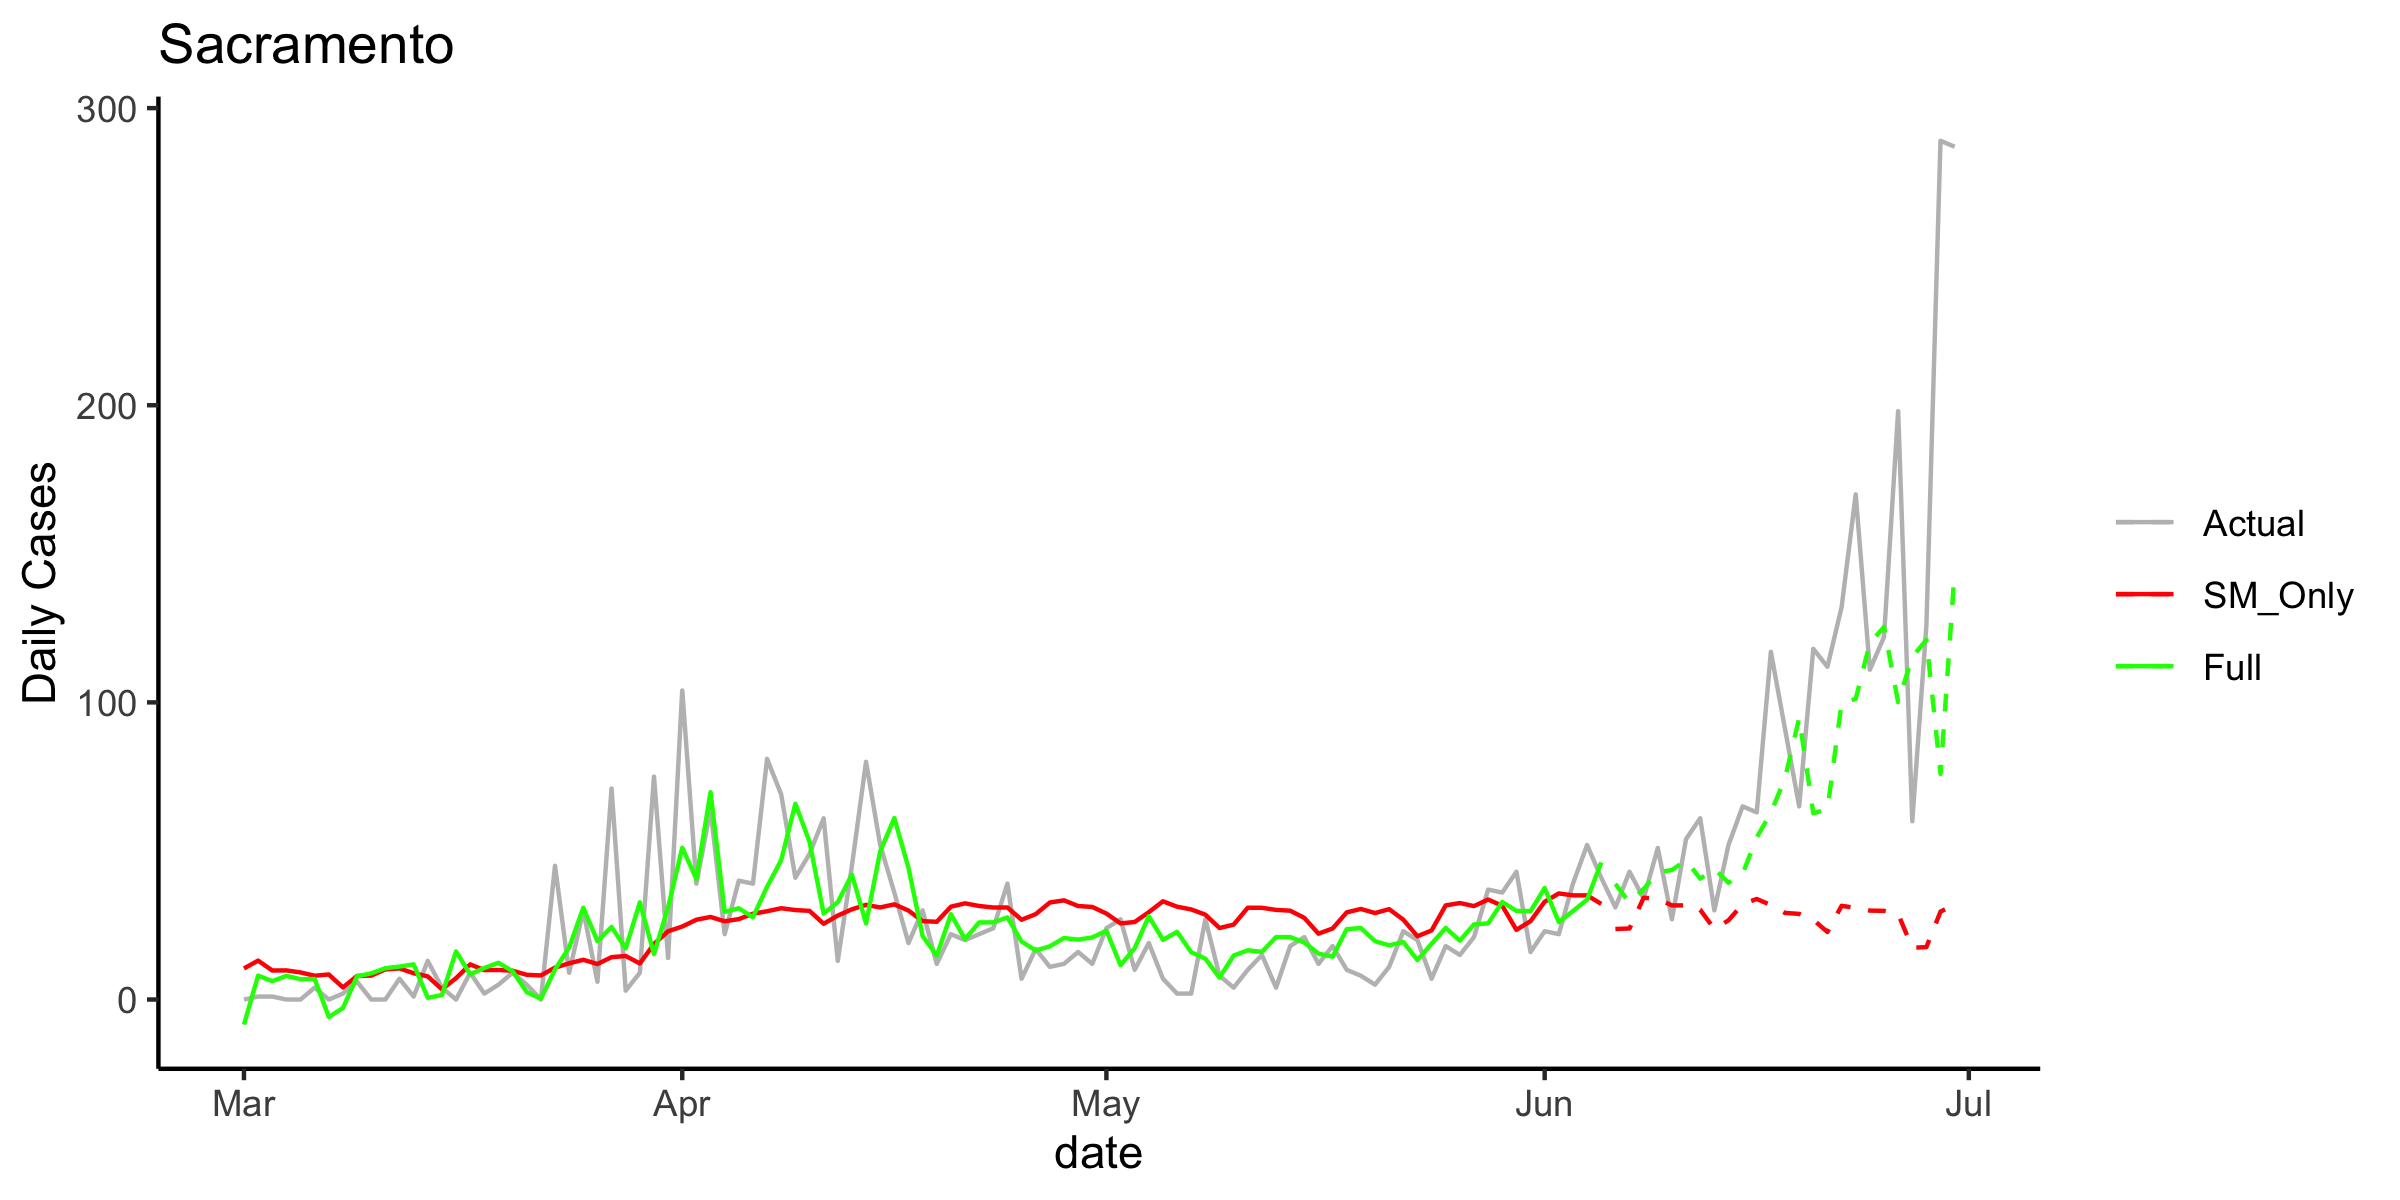 Sacramento
300
200
100
0
Daily Cases
Mar
Apr
May
Jun
Jul
date
Actual
SM_Only
Full